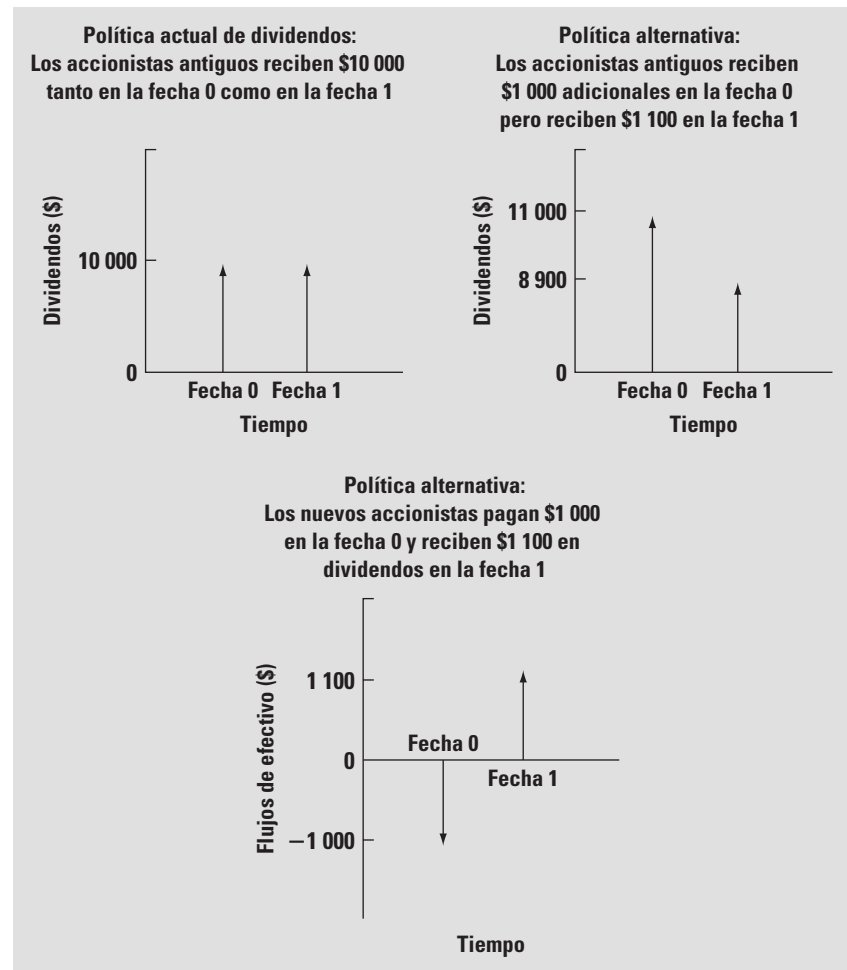 Política actual de dividendos:
Los accionistas antiguos reciben $10 000
tanto en la fecha 0 como en la fecha 1
Dividendos ($)
10 000
0
Fecha 0 Fecha 1
Tiempo
Política alternativa:
Los accionistas antiguos reciben
$1 000 adicionales en la fecha 0
pero reciben $1 100 en la fecha 1
Dividendos ($)
11 000
8 900
0
Fecha 0 Fecha 1
Tiempo
Política alternativa:
Los nuevos accionistas pagan $1 000
en la fecha 0 y reciben $1 100 en
dividendos en la fecha 1
Flujos de efectivo ($)
1 100
Fecha 0
0
Fecha 1
−1 000
Tiempo